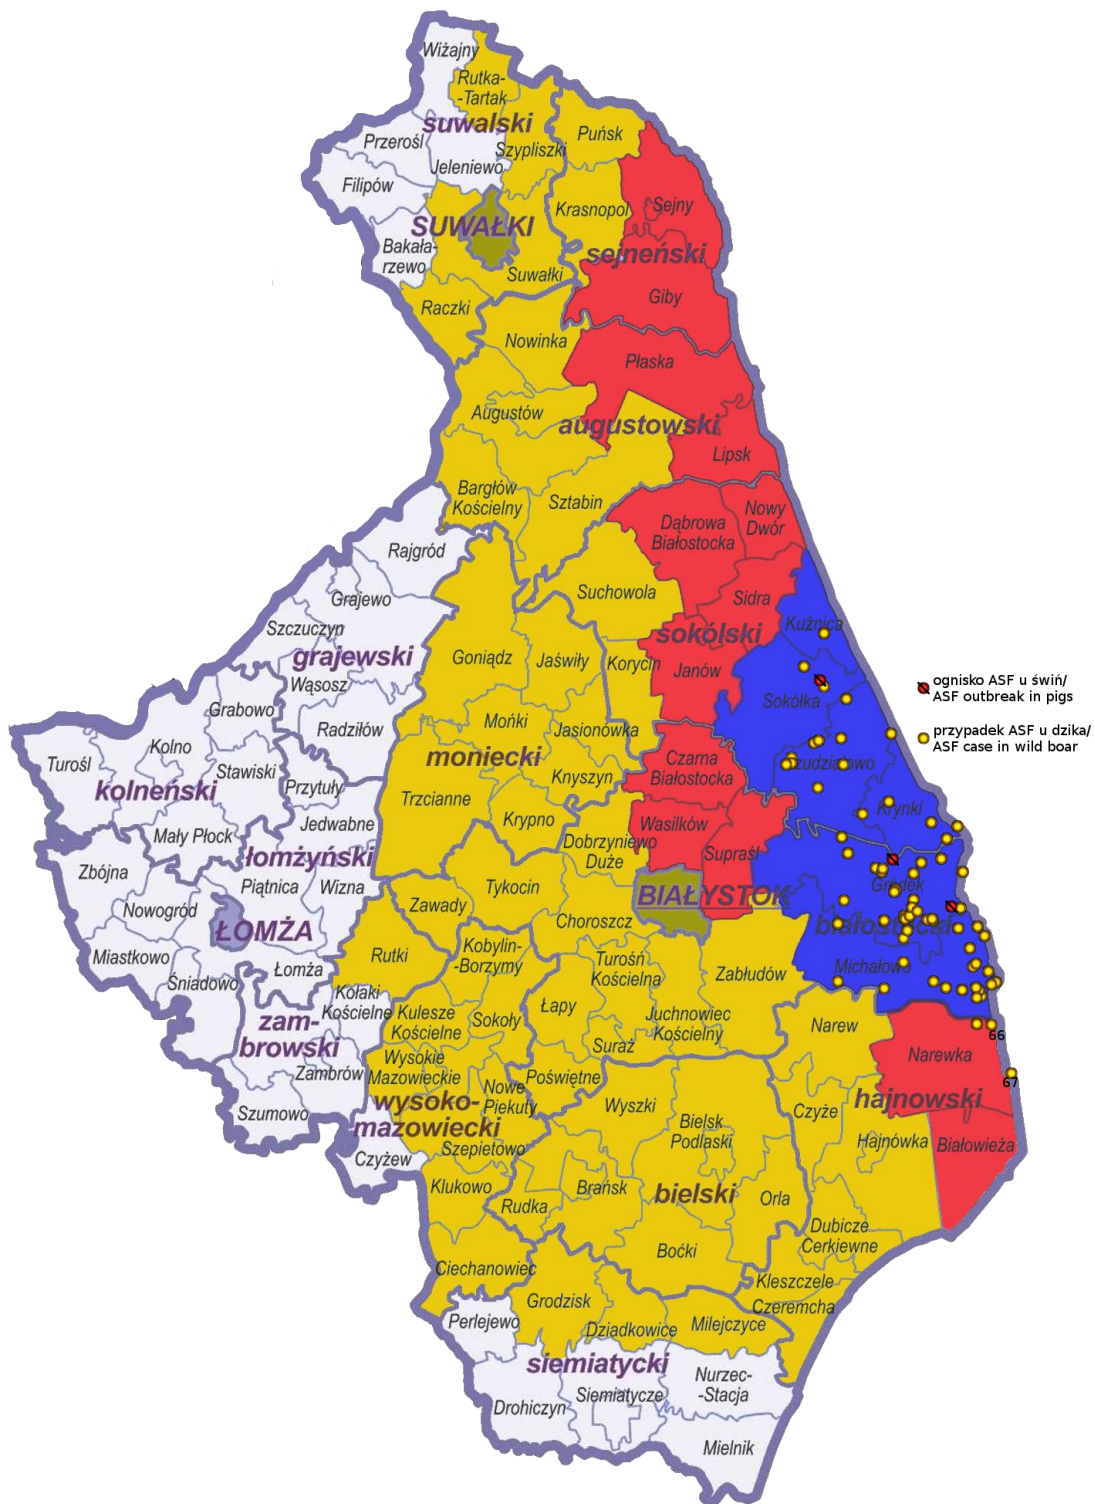 Wiżajny
Rutka-
-Tartak
suwalski
Puńsk
Przerośl
Szypliszki
Jeleniewo
Filipów
Sejny
Krasnopol
SUWAŁKI
Bakała-
rzewo
sejneński
Suwałki
Giby
Raczki
Nowinka
Płaska
Augustów
augustowski
Lipsk
Bargłów
Kościelny
Sztabin
Nowy
Dwór
Dąbrowa
Białostocka
Rajgród
Suchowola
Grajewo
Sidra
Kuźnica
Szczuczyn
sokólski
grajewski
Goniądz
Jaświły
Korycin
Janów
Wąsosz
Sokółka
ognisko ASF u świń/
ASF outbreak in pigs
Grabowo
Radziłów
Mońki
Jasionówka
przypadek ASF u dzika/
ASF case in wild boar
Kolno
Turośl
Stawiski
moniecki
Knyszyn
Czarna
Białostocka
kolneński
Przytuły
Trzcianne
Krynki
Mały Płock
Jedwabne
Krypno
Wasilków
łomżyński
Dobrzyniewo
Duże
Supraśl
Zbójna
Piątnica
Wizna
Tykocin
Gródek
BIAŁYSTOK
Nowogród
Zawady
Choroszcz
ŁOMŻA
białostocki
Miastkowo
Rutki
Kobylin-
-Borzymy
Turośń
Kościelna
Zabłudów
Michałowo
Śniadowo
Łomża
Kołaki
Kościelne
Kulesze
Kościelne
Sokoły
Łapy
Juchnowiec
Kościelny
Narew
zam-
browski
Suraż
66
Wysokie
Mazowieckie
Narewka
Zambrów
Nowe
Piekuty
Poświętne
67
Szumowo
wysoko-
mazowiecki
Wyszki
Czyże
hajnowski
Bielsk
Podlaski
Hajnówka
Białowieża
Szepietowo
Czyżew
Klukowo
Brańsk
bielski
Rudka
Orla
Dubicze
Cerkiewne
Boćki
Ciechanowiec
Kleszczele
Grodzisk
Czeremcha
Perlejewo
Dziadkowice
Milejczyce
siemiatycki
Nurzec-
-Stacja
Siemiatycze
Drohiczyn
Mielnik